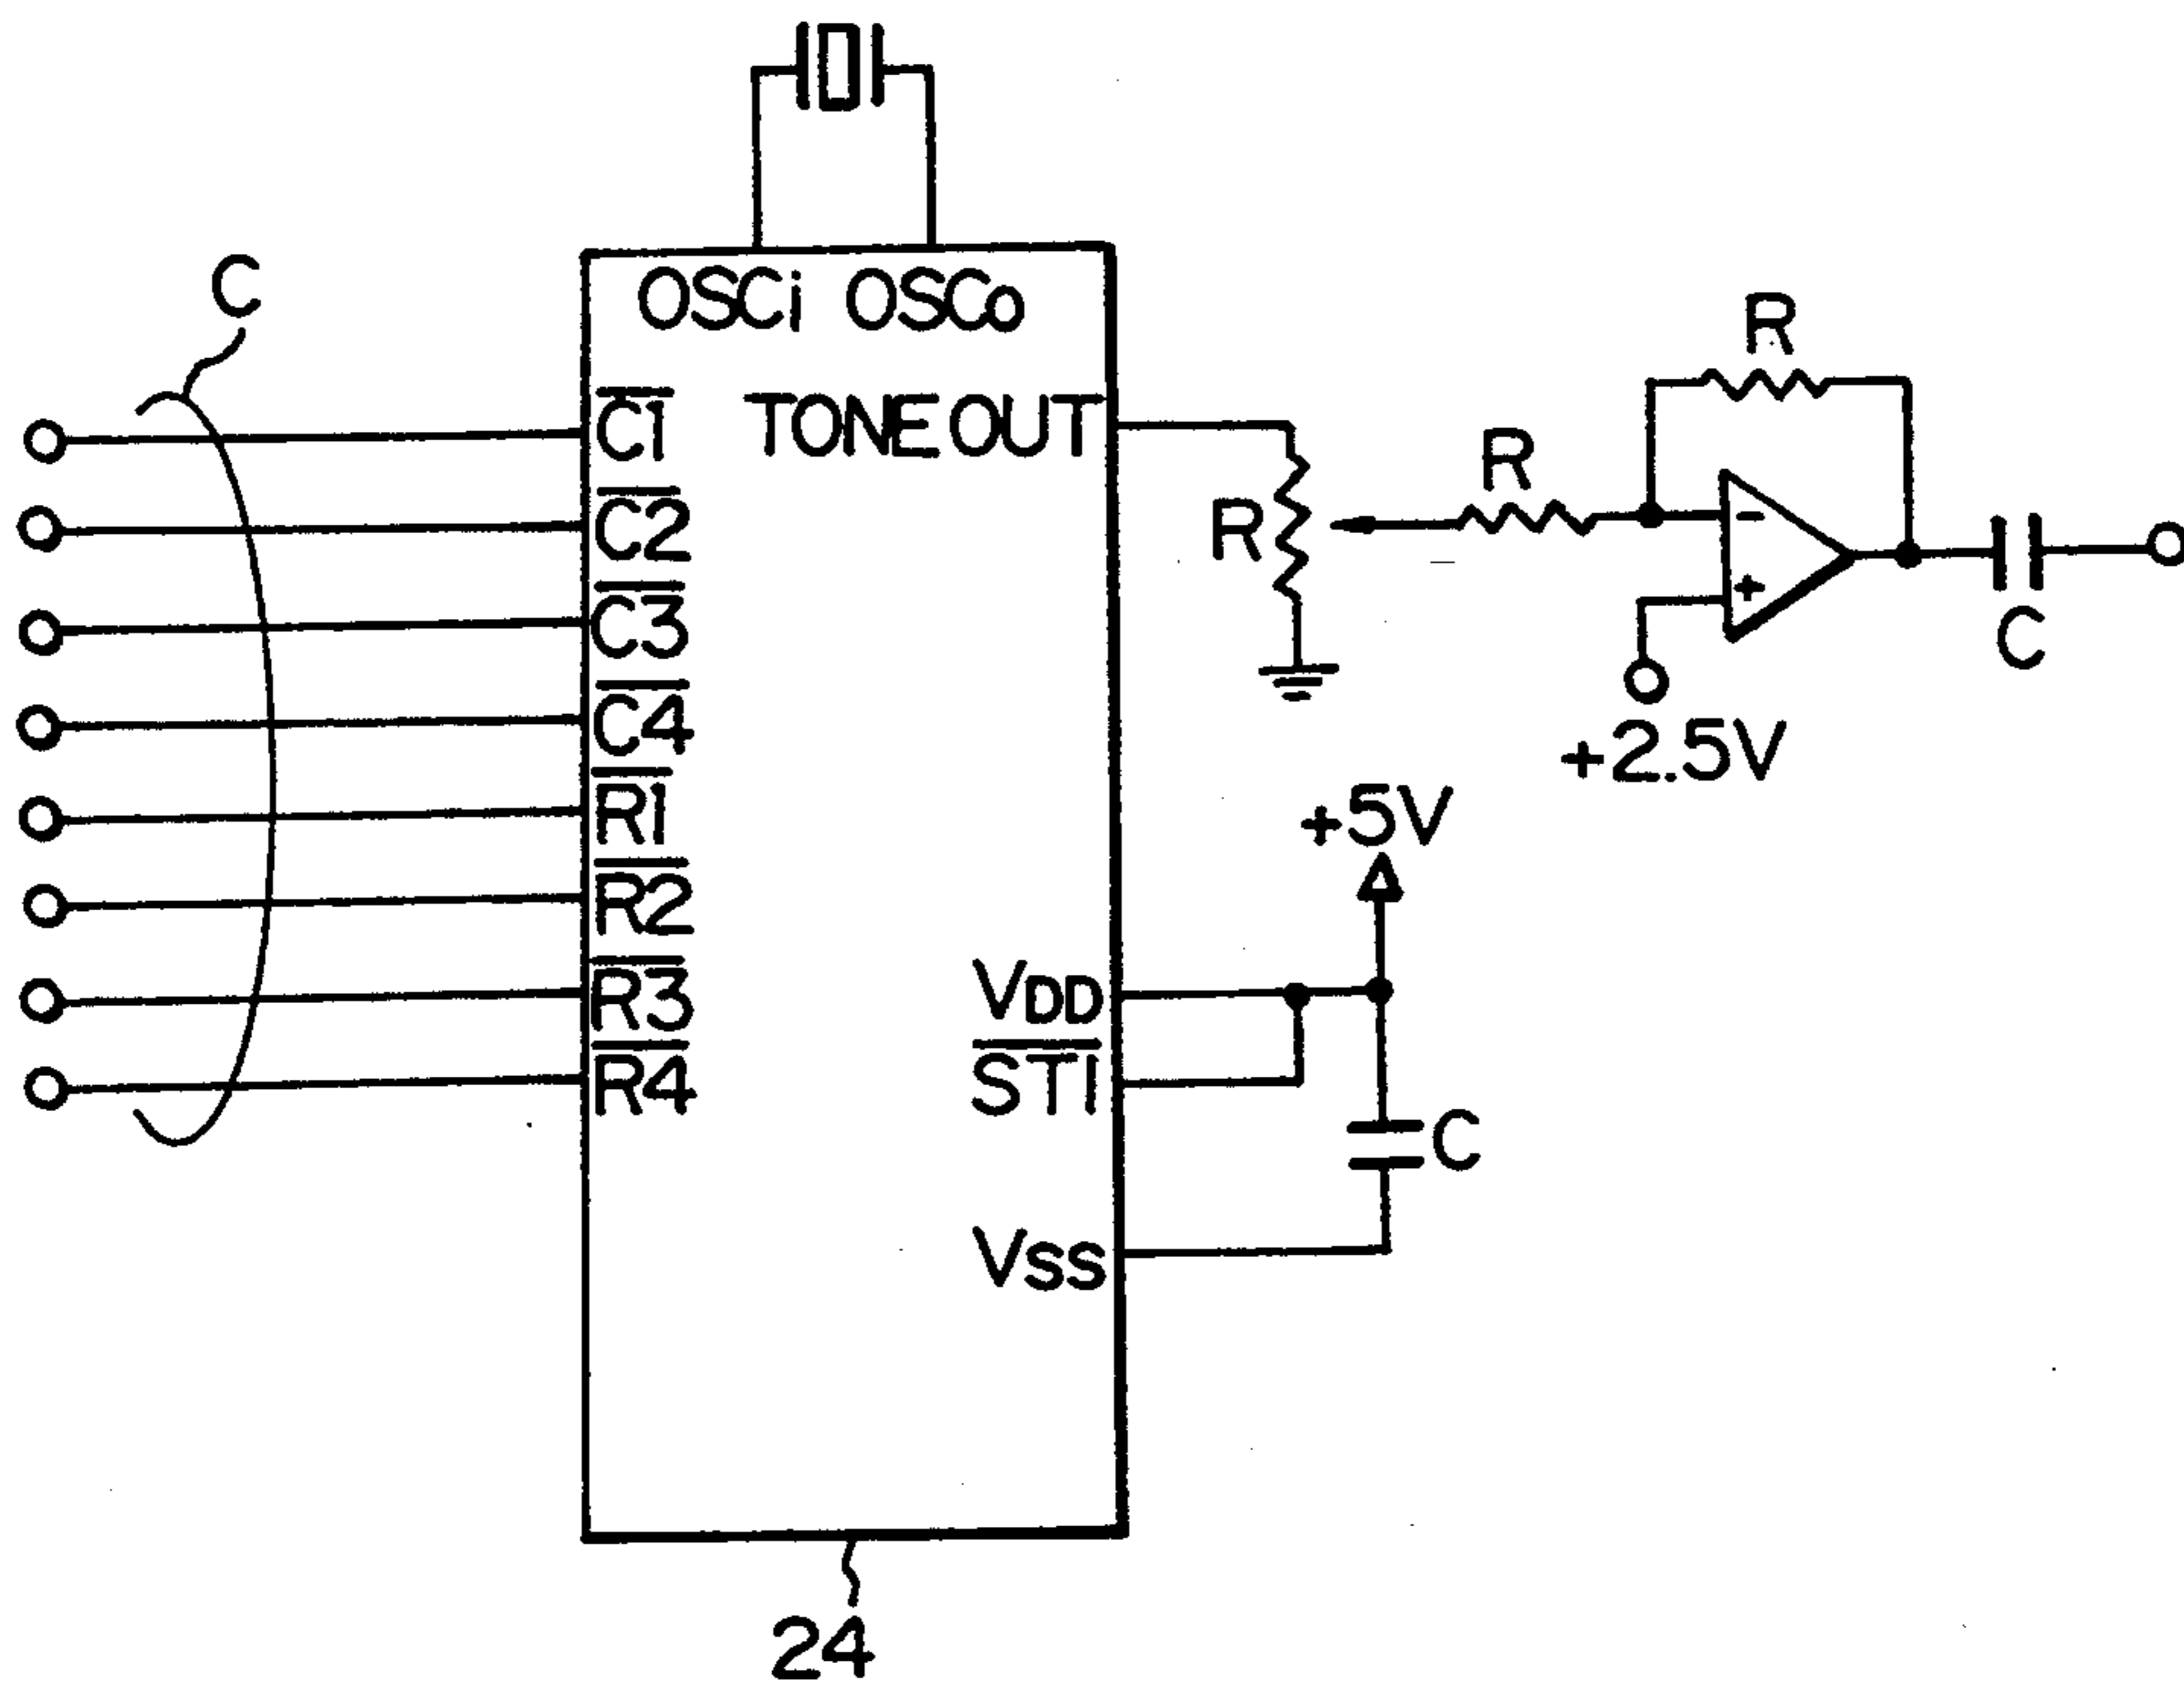 C
OSCi OSCo
R
C1 TONE OUT
R
C2
R
C3
C
C4
+2.5V
R1
+5V
R2
VDD
R3
STI
R4
C
VSS
24